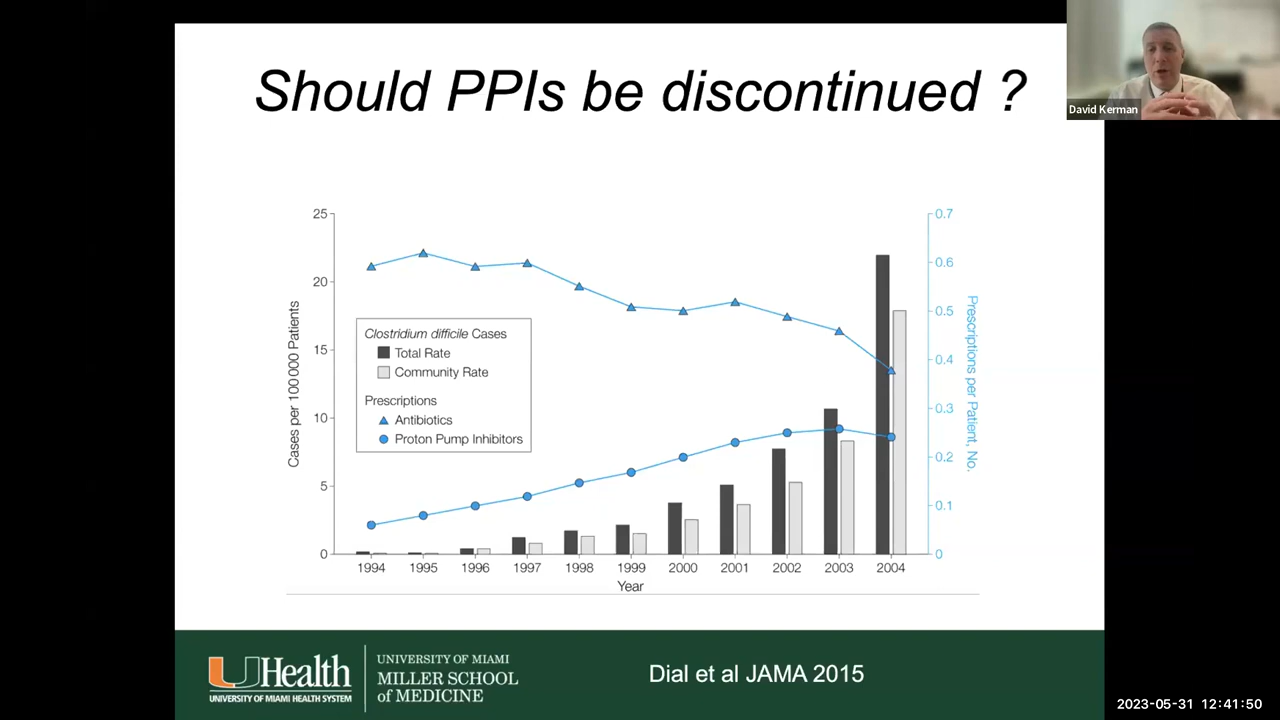 Should PPIs be discontinued ?
David Kerman
25
20
15
10
5
0
Cases per 100 000 Patients
Clostridium difficile Cases
Total Rate
Community Rate
Prescriptions
Antibiotics
Proton Pump Inhibitors
0.7
0.6
0.5
0.4
0.3
0.2
0.1
0
Prescriptions per Patient, No.
1994 1995 1996 1997 1998 1999 2000 2001 2002 2003 2004
Year
UHealth
UNIVERSITY OF MIAMI HEALTH SYSTEM
UNIVERSITY OF MIAMI
MILLER SCHOOL
of MEDICINE
Dial et al JAMA 2015
2023-05-31 12:41:50